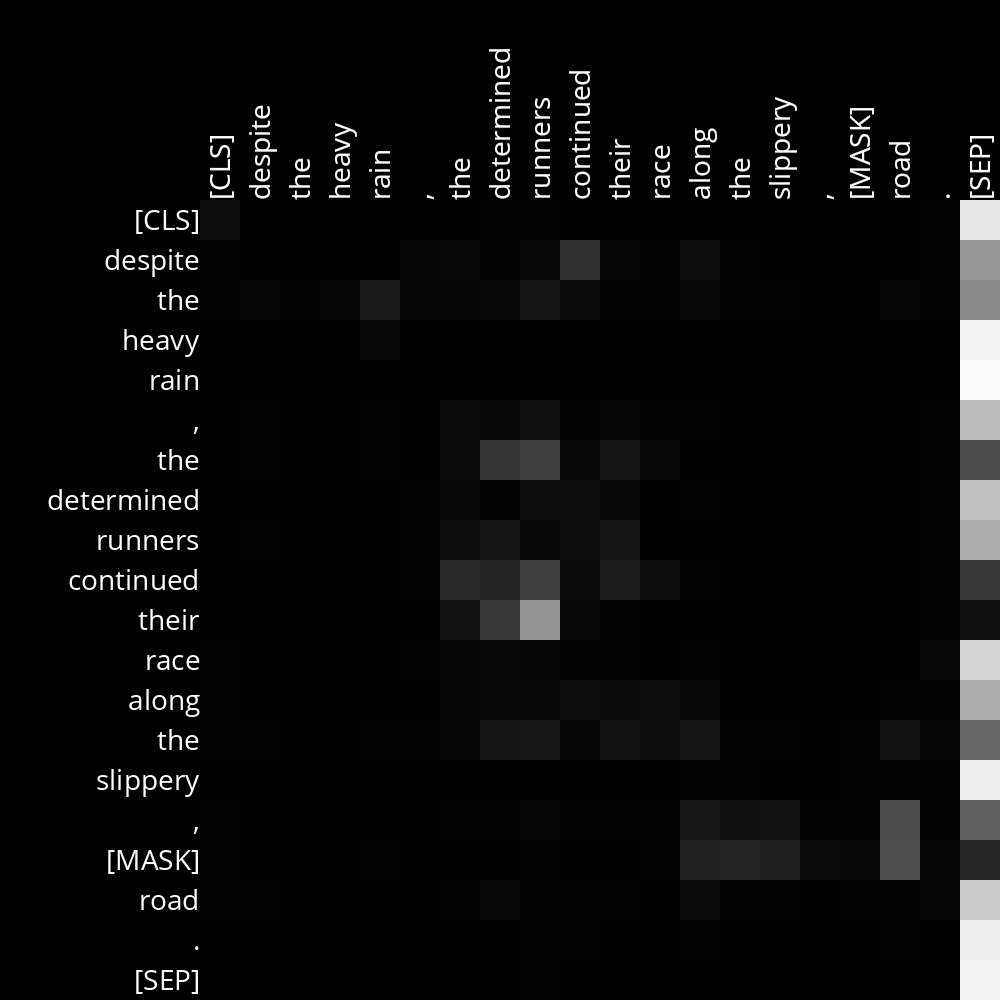 [CLS] despite the heavy rain , the determined runners continued their race along the slippery , [MASK] road . [SEP]
[CLS]
despite
the
heavy
rain
,
the
determined
runners
continued
their
race
along
the
slippery
,
[MASK]
road
.
[SEP]